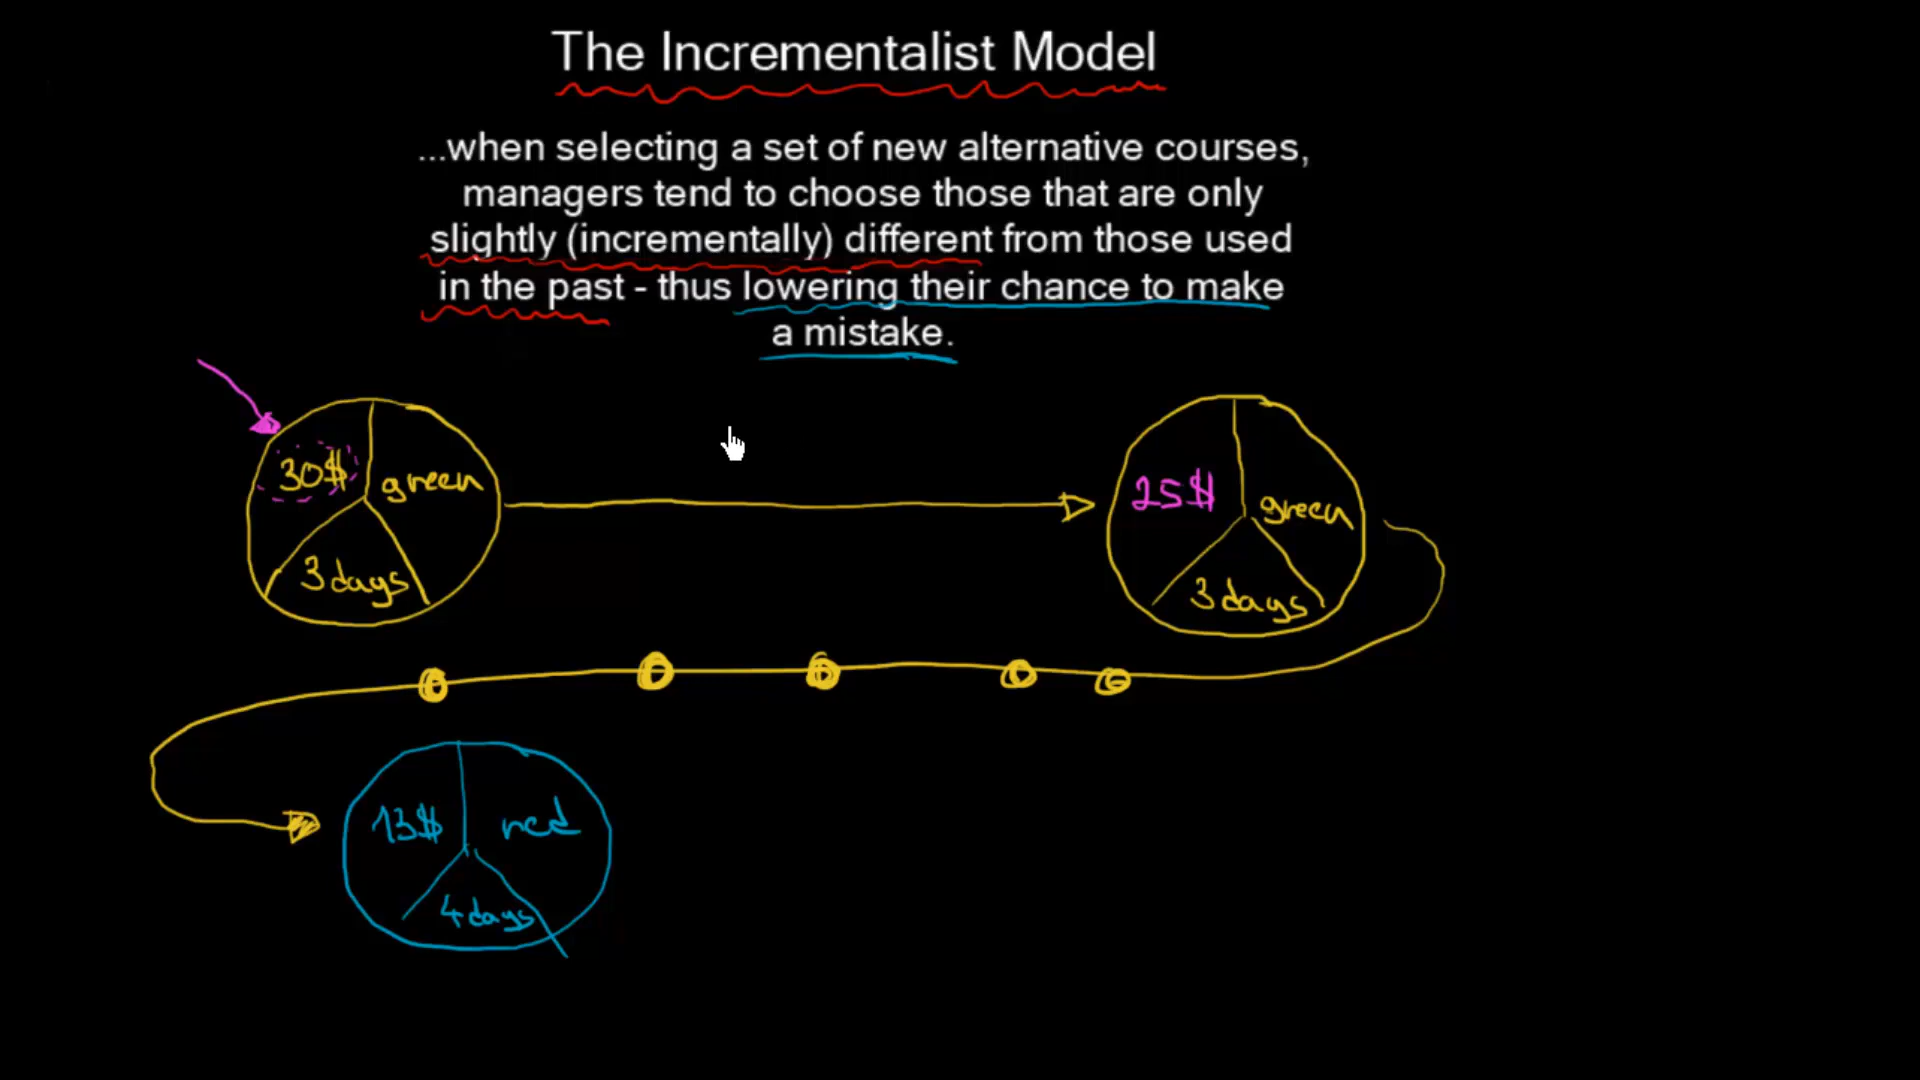 The Incrementalist Model
...when selecting a set of new alternative courses,
managers tend to choose those that are only
slightly (incrementally) different from those used
in the past - thus lowering their chance to make
a mistake.
30$ green
3 days
25$ green
3 days
13$ red
4 days